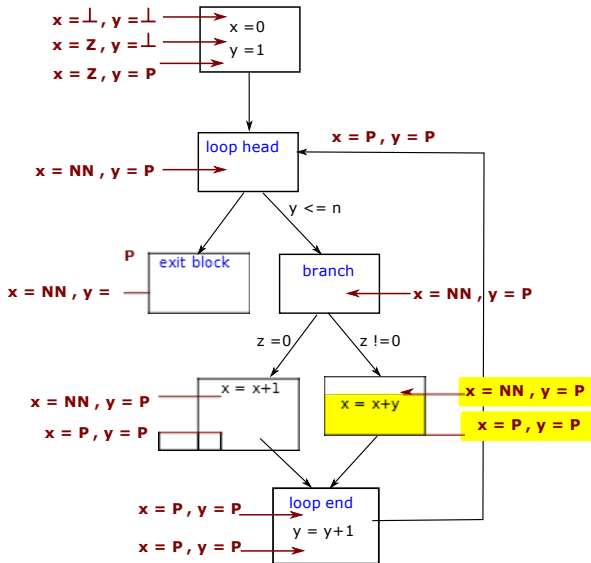 x = ⊥ , y = ⊥
x = 0
x = Z , y = ⊥
y = 1
x = Z , y = P
x = P , y = P
loop head
x = NN , y = P
y <= n
P
exit block
branch
x = NN , y =
x = NN , y = P
z =0
z !=0
x = x+1
x = NN , y = P
x = NN , y = P
x = x+y
x = P , y = P
x = P , y = P
loop end
x = P , y = P
y = y+1
x = P , y = P